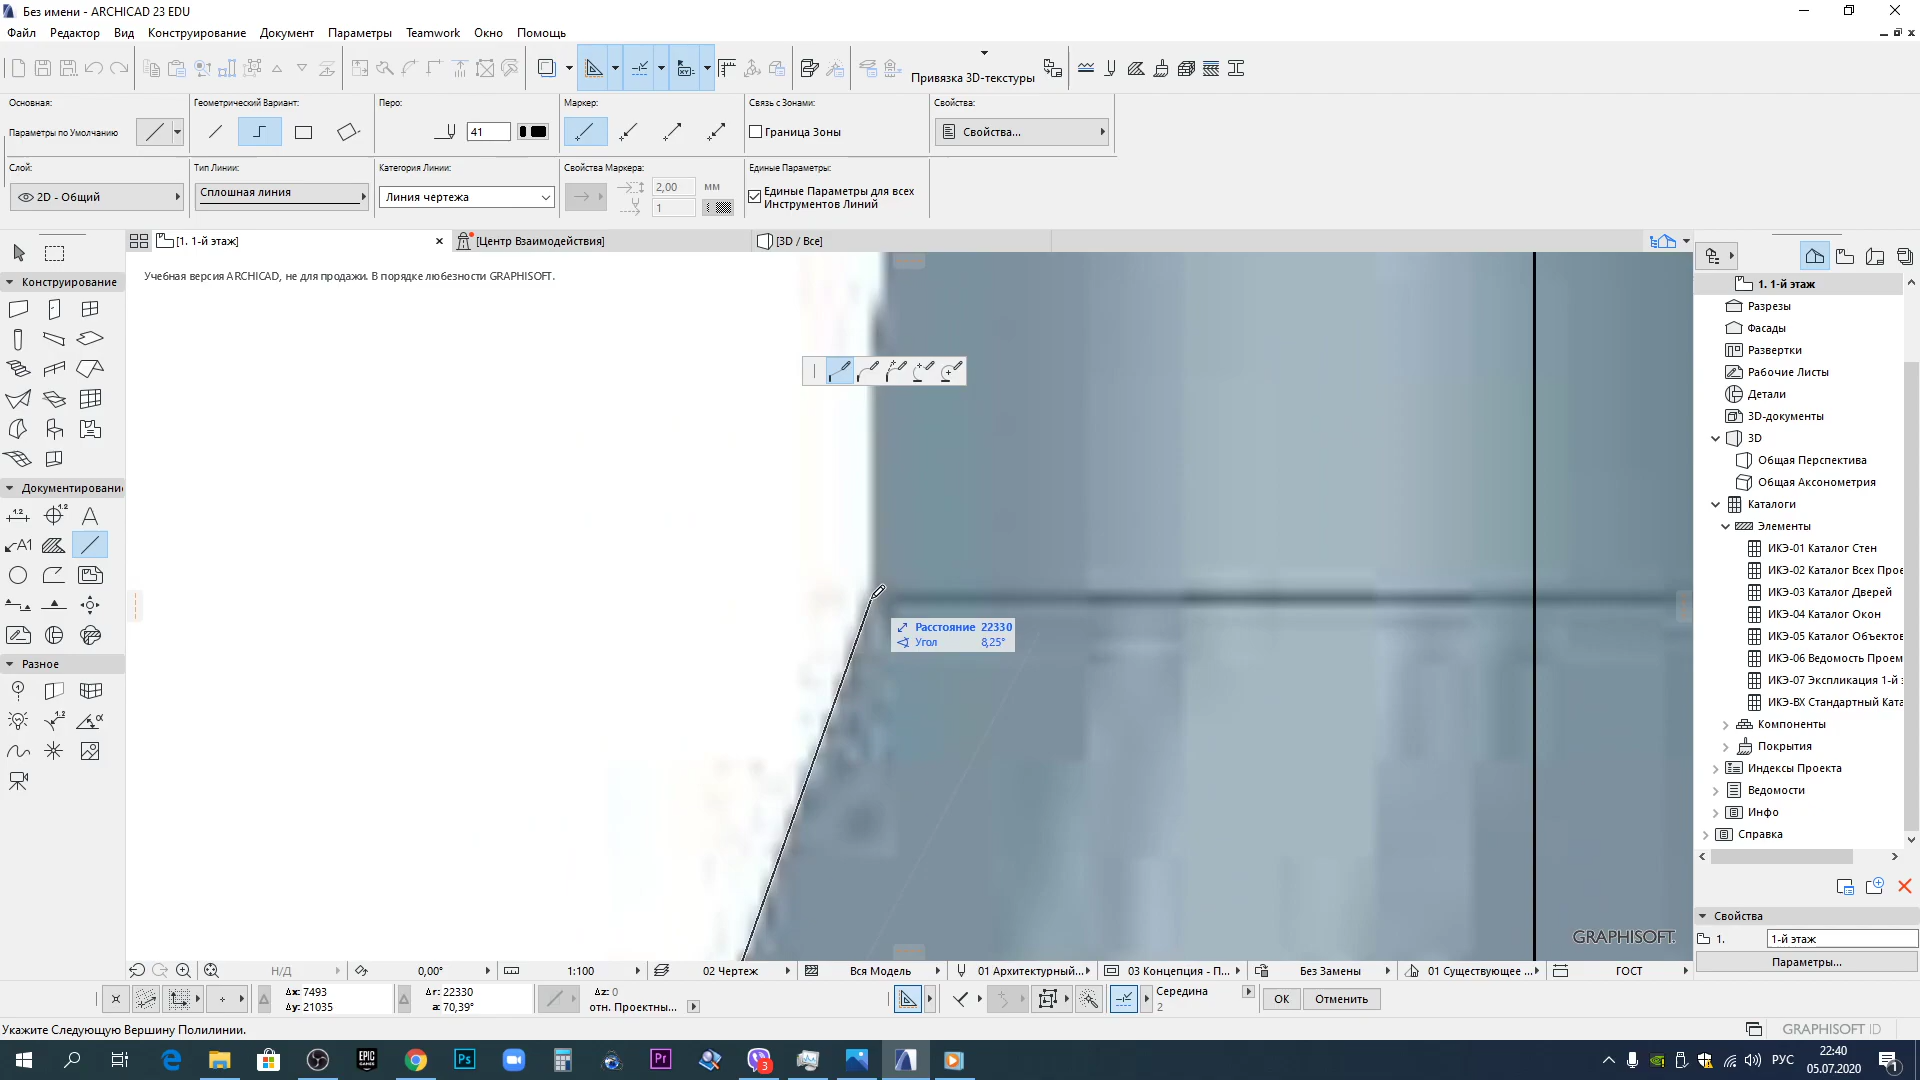 Без имени - ARCHICAD 23 EDU
Файл Редактор Вид Конструирование Документ Параметры Teamwork Окно Помощь
Привязка 3D-текстуры
Основная: Геометрический Вариант: Перо: Маркер: Связь с Зонами: Свойства:
Параметры по Умолчанию 41 Граница Зоны Свойства...
Слой: Тип Линии: Категория Линии: Свойства Маркера: Единые Параметры:
2D - Общий Сплошная линия Линия чертежа 2,00 мм 1 Единые Параметры для всех
Инструментов Линий
[1. 1-й этаж] [Центр Взаимодействия] [3D / Все]
Учебная версия ARCHICAD, не для продажи. В порядке любезности GRAPHISOFT.
Конструирование
Документирование
Разное
Расстояние 22330
Угол 8,25°
1. 1-й этаж
Разрезы
Фасады
Развертки
Рабочие Листы
Детали
3D-документы
3D
Общая Перспектива
Общая Аксонометрия
Каталоги
Элементы
ИКЭ-01 Каталог Стен
ИКЭ-02 Каталог Всех Прое
ИКЭ-03 Каталог Дверей
ИКЭ-04 Каталог Окон
ИКЭ-05 Каталог Объектов
ИКЭ-06 Ведомость Проем
ИКЭ-07 Экспликация 1-й
ИКЭ-ВХ Стандартный Ката
Компоненты
Покрытия
Индексы Проекта
Ведомости
Инфо
Справка
Свойства
1. 1-й этаж
Параметры...
GRAPHISOFT.
Н/Д 0,00° 1:100 02 Чертеж Вся Модель 01 Архитектурный... 03 Концепция - П... Без Замены 01 Существующее ... ГОСТ
Δx: 7493 Δr: 22330 Δz: 0 Середина
Δy: 21035 a: 70,39° отн. Проектны... 2 ОК Отменить
Укажите Следующую Вершину Полилинии.
GRAPHISOFT ID
РУС 22:40
05.07.2020